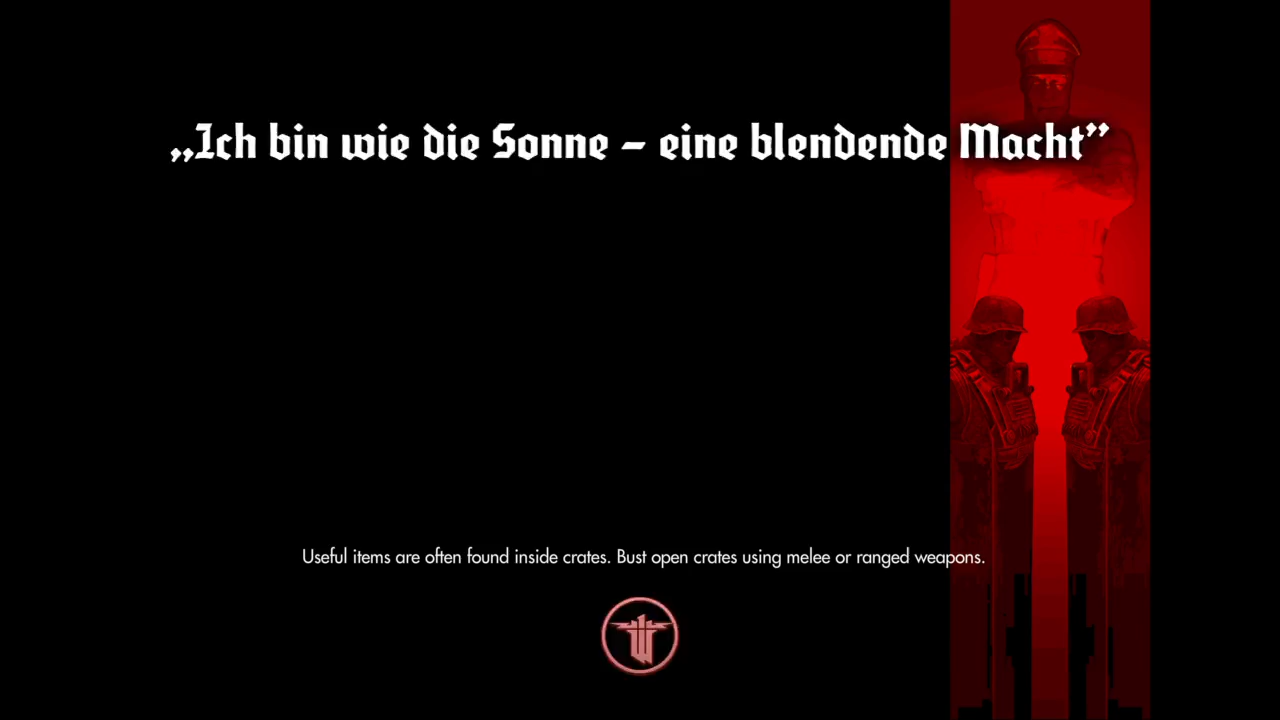 „Ich bin wie die Sonne – eine blendende Macht”
Useful items are often found inside crates. Bust open crates using melee or ranged weapons.